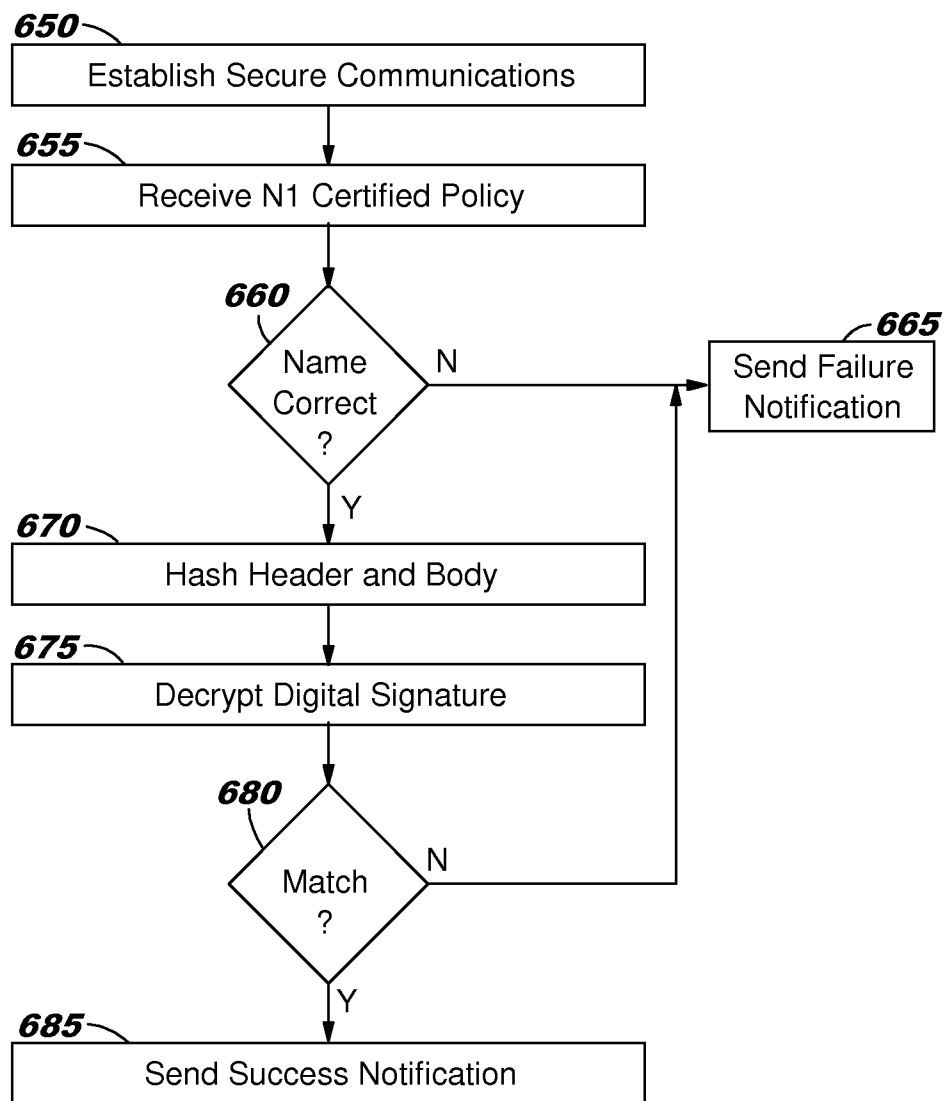 650
Establish Secure Communications
655
Receive N1 Certified Policy
660
Name
Correct
?
N
Y
665
Send Failure
Notification
670
Hash Header and Body
675
Decrypt Digital Signature
680
Match
?
N
Y
685
Send Success Notification